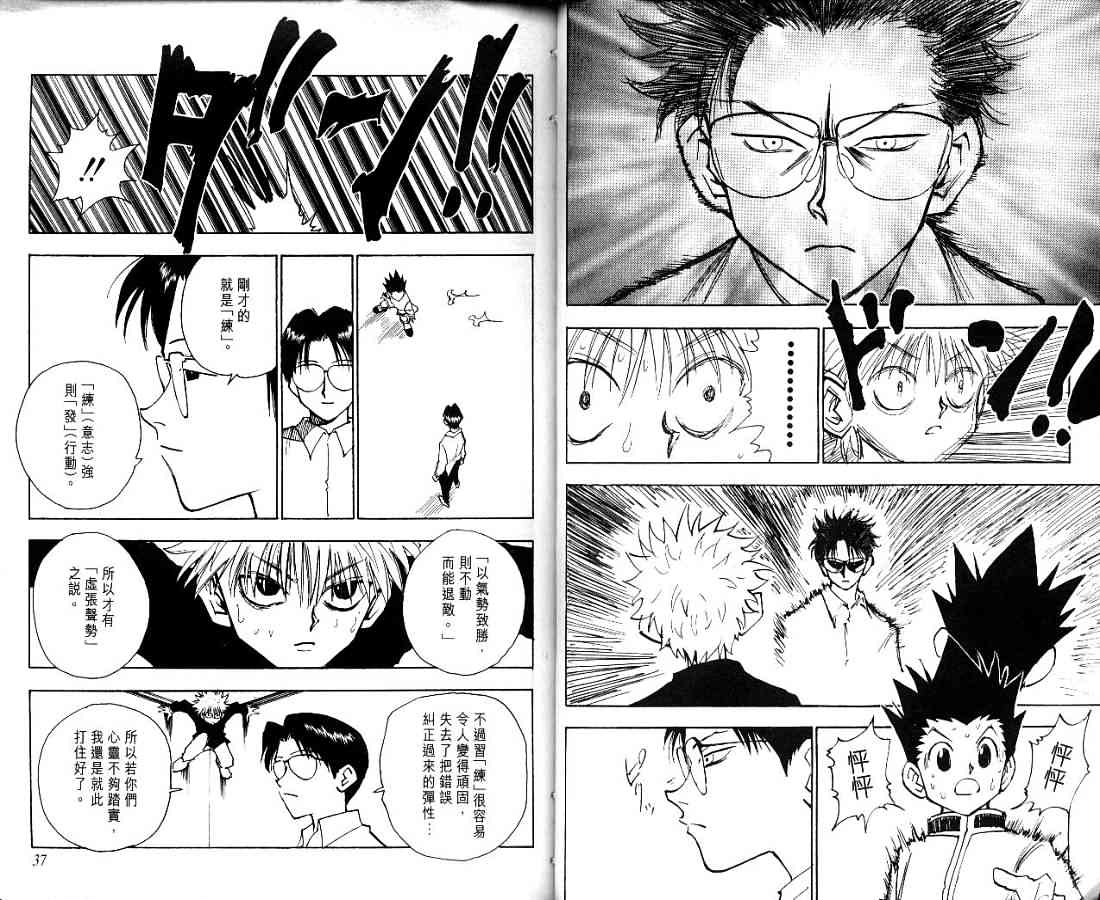 ドン!!
怦
怦
怦
怦
ダーン!!
!!
剛才的
就是「練」。
「練」(意志)強
則「發」(行動)。
「以氣勢致勝，
則不動
而能退敵。」
所以才有
「虛張聲勢」
之說。
不過習「練」很容易
令人變得頑固，
失去了把錯誤
糾正過來的彈性…
所以若你們
心靈不夠踏實，
我還是就此
打住好了。
37